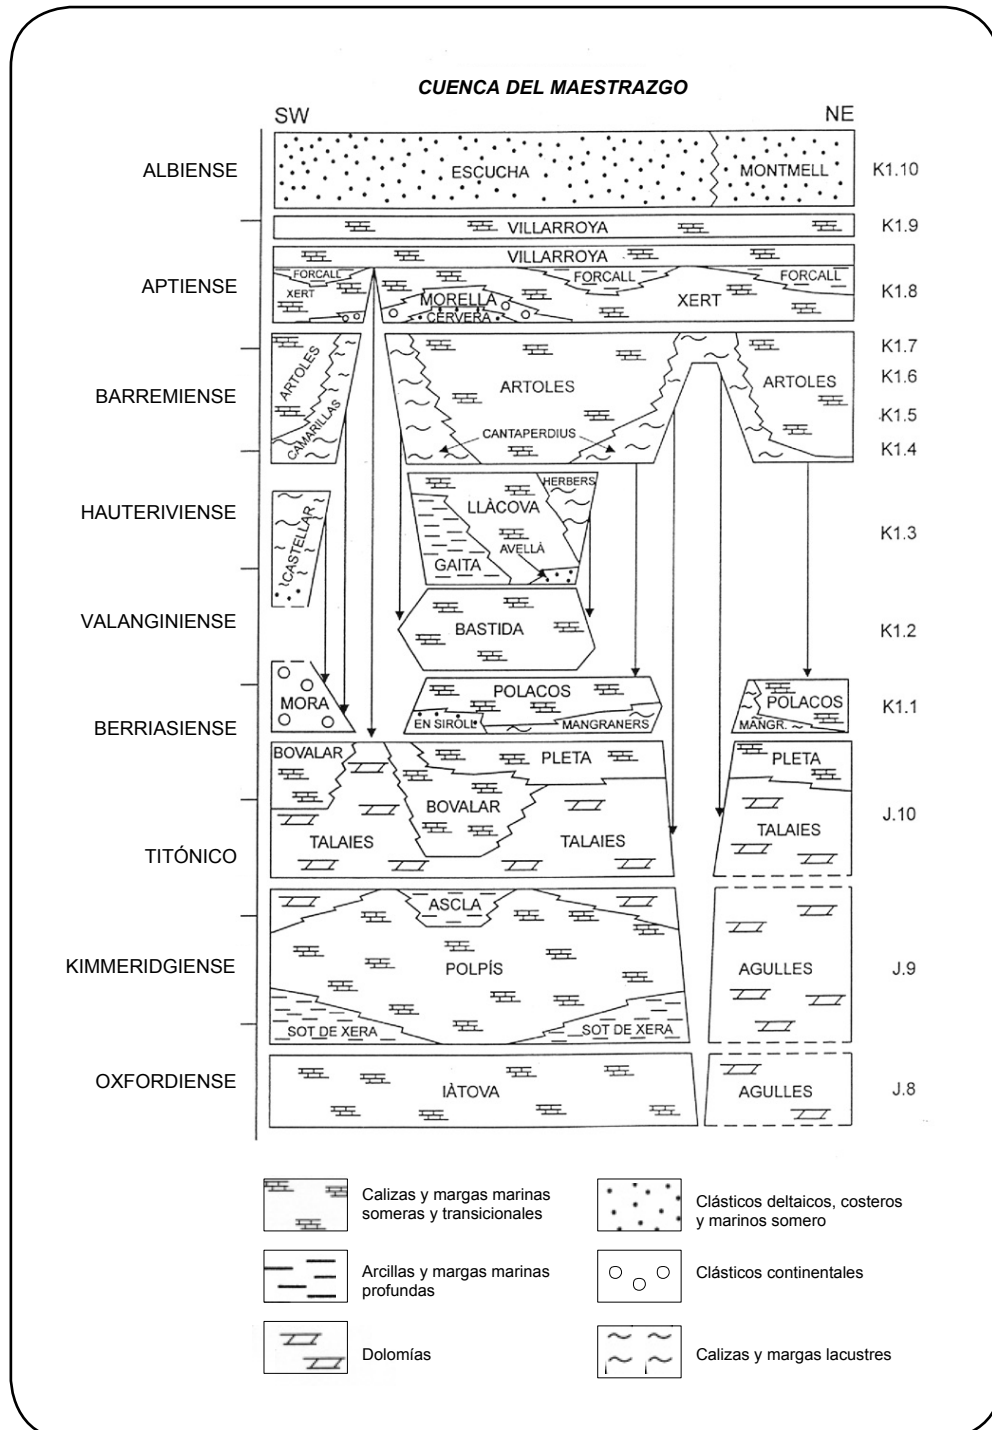 CUENCA DEL MAESTRAZGO
SW
NE
ALBIENSE
ESCUCHA
MONTMELL
K1.10
VILLARROYA
K1.9
VILLARROYA
APTIENSE
FORCALL
FORCALL
FORCALL
XERT
MORELLA
XERT
CERVERA
K1.8
BARREMIENSE
ARTOLES
CAMARILLAS
ARTOLES
CANTAPERDIUS
ARTOLES
K1.7
K1.6
K1.5
K1.4
HAUTERIVIENSE
CASTELLAR
LLÀCOVA
HERBERS
GAITA
AVELLÀ
K1.3
VALANGINIENSE
BASTIDA
K1.2
MORA
POLACOS
EN SIROLL
MANGRANERS
POLACOS
MANGR.
K1.1
BERRIASIENSE
BOVALAR
PLETA
PLETA
BOVALAR
TALAIES
TALAIES
TALAIES
J.10
TITÓNICO
ASCLA
KIMMERIDGIENSE
POLPÍS
AGULLES
J.9
SOT DE XERA
SOT DE XERA
OXFORDIENSE
IÀTOVA
AGULLES
J.8
Calizas y margas marinas
someras y transicionales
Clásticos deltaicos, costeros
y marinos somero
Arcillas y margas marinas
profundas
Clásticos continentales
Dolomías
Calizas y margas lacustres